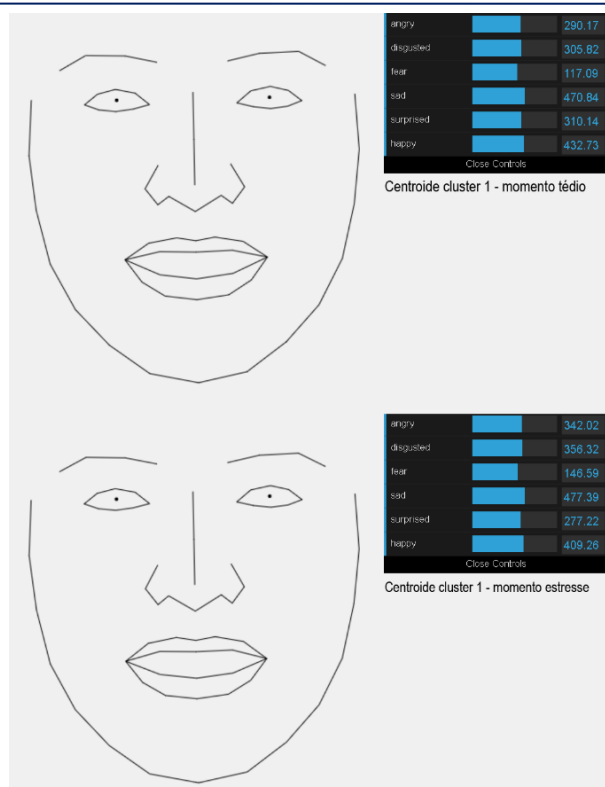 angry 290.17
disgusted 305.82
fear 117.09
sad 470.84
surprised 310.14
happy 432.73
Close Controls
Centroide cluster 1 - momento tédio
angry 342.02
disgusted 356.32
fear 146.59
sad 477.39
surprised 277.22
happy 409.26
Close Controls
Centroide cluster 1 - momento estresse